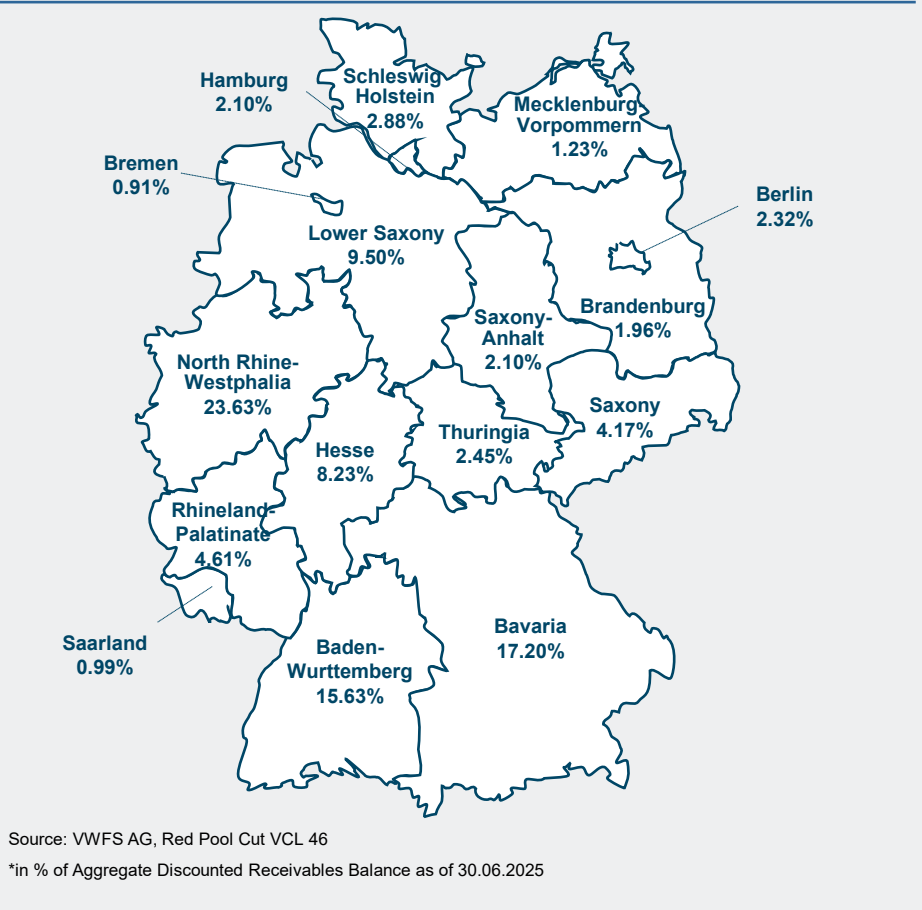 Schleswig
Holstein
2.88%
Hamburg
2.10%
Mecklenburg
Vorpommern
1.23%
Bremen
0.91%
Berlin
2.32%
Lower Saxony
9.50%
Brandenburg
1.96%
Saxony-
Anhalt
2.10%
North Rhine-
Westphalia
23.63%
Saxony
4.17%
Thuringia
2.45%
Hesse
8.23%
Rhineland-
Palatinate
4.61%
Saarland
0.99%
Bavaria
17.20%
Baden-
Wurttemberg
15.63%
Source: VWFS AG, Red Pool Cut VCL 46
*in % of Aggregate Discounted Receivables Balance as of 30.06.2025